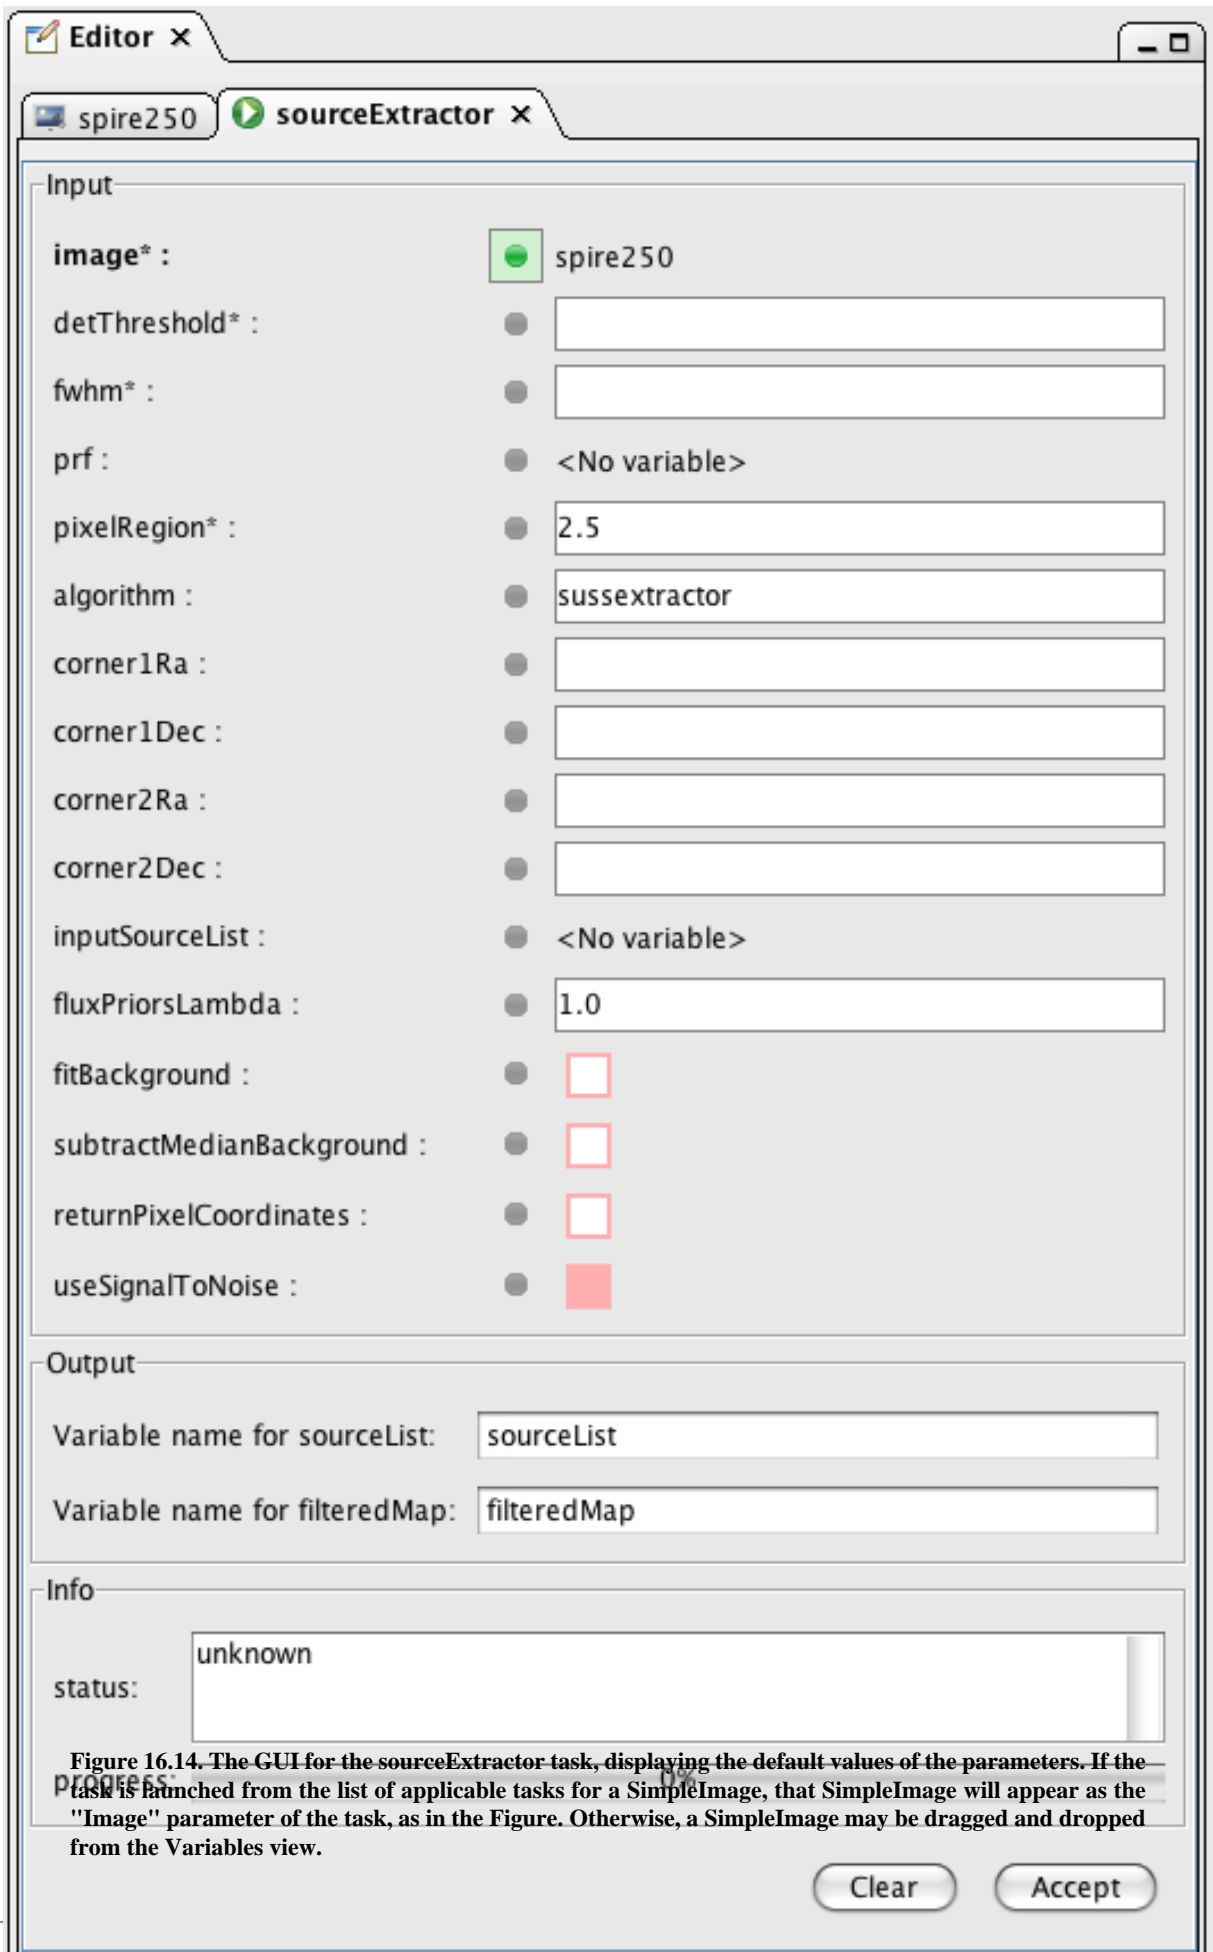 Editor ×
spire250
sourceExtractor ×
Input
image* : spire250
detThreshold* :
fwhm* :
prf : <No variable>
pixelRegion* : 2.5
algorithm : sussextractor
corner1Ra :
corner1Dec :
corner2Ra :
corner2Dec :
inputSourceList : <No variable>
fluxPriorsLambda : 1.0
fitBackground :
subtractMedianBackground :
returnPixelCoordinates :
useSignalToNoise :
Output
Variable name for sourceList: sourceList
Variable name for filteredMap: filteredMap
Info
status: unknown
progress: 0%
Figure 16.14. The GUI for the sourceExtractor task, displaying the default values of the parameters. If the
task is launched from the list of applicable tasks for a SimpleImage, that SimpleImage will appear as the
"Image" parameter of the task, as in the Figure. Otherwise, a SimpleImage may be dragged and dropped
from the Variables view.
Clear
Accept